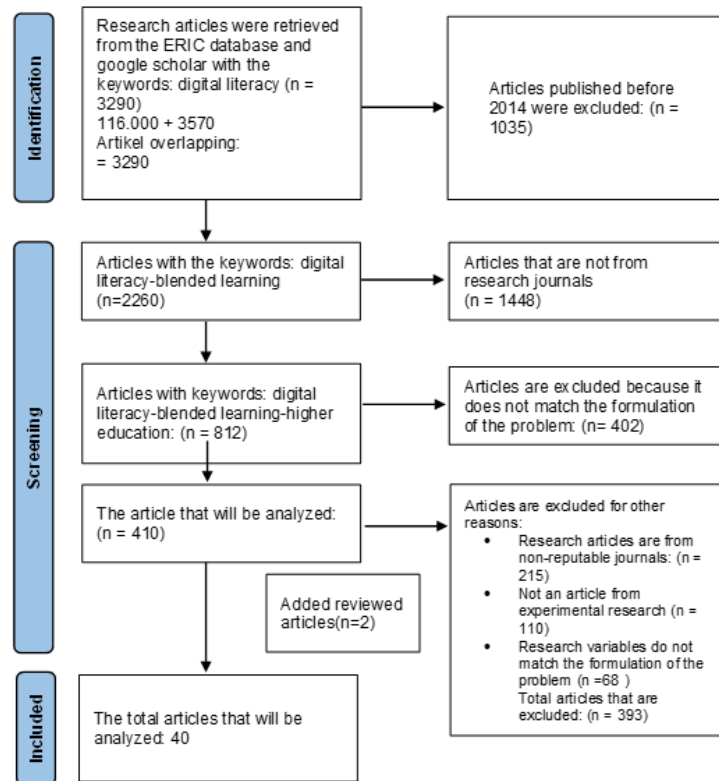 Identification
Research articles were retrieved
from the ERIC database and
google scholar with the
keywords: digital literacy (n =
3290)
116.000 + 3570
Artikel overlapping:
= 3290
Articles published before
2014 were excluded: (n =
1035)
Screening
Articles with the keywords: digital
literacy-blended learning
(n=2260)
Articles that are not from
research journals
(n = 1448)
Articles with keywords: digital
literacy-blended learning-higher
education: (n = 812)
Articles are excluded because it
does not match the formulation
of the problem: (n= 402)
The article that will be analyzed:
(n = 410)
Articles are excluded for other
reasons:
• Research articles are from
non-reputable journals: (n =
215)
• Not an article from
experimental research (n =
110)
• Research variables do not
match the formulation of the
problem (n =68 )
Total articles that are
excluded: (n = 393)
Added reviewed
articles(n=2)
Included
The total articles that will be
analyzed: 40